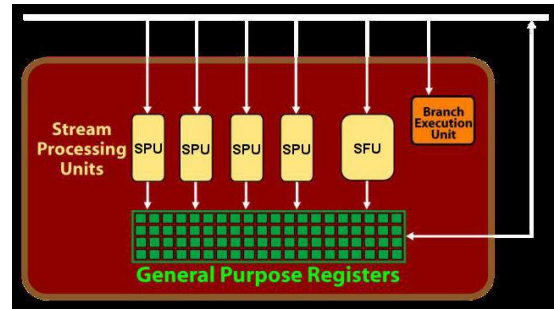 Branch
Execution
Unit
Stream
Processing
Units
SPU SPU SPU SPU SFU
General Purpose Registers